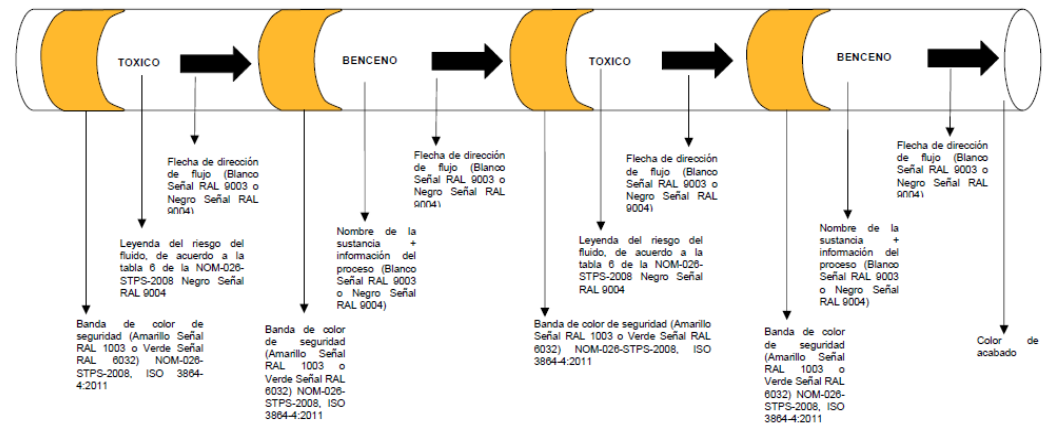 TOXICO
BENCENO
TOXICO
BENCENO
Flecha de dirección
de flujo (Blanco
Señal RAL 9003 o
Negro Señal RAL
9004)
Flecha de dirección
de flujo (Blanco
Señal RAL 9003 o
Negro Señal RAL
9004)
Flecha de dirección
de flujo (Blanco
Señal RAL 9003 o
Negro Señal RAL
9004)
Flecha de dirección
de flujo (Blanco
Señal RAL 9003 o
Negro Señal RAL
9004)
Leyenda del riesgo del
fluido, de acuerdo a la
tabla 6 de la NOM-026-
STPS-2008 Negro Señal
RAL 9004
Nombre de la
sustancia +
información del
proceso (Blanco
Señal RAL 9003
o Negro Señal
RAL 9004)
Leyenda del riesgo del
fluido, de acuerdo a la
tabla 6 de la NOM-026-
STPS-2008 Negro Señal
RAL 9004
Nombre de la
sustancia +
información del
proceso (Blanco
Señal RAL 9003
o Negro Señal
RAL 9004)
Banda de color de
seguridad (Amarillo Señal
RAL 1003 o Verde Señal
RAL 6032) NOM-026-
STPS-2008, ISO 3864-
4:2011
Banda de color
de seguridad
(Amarillo Señal
RAL 1003 o
Verde Señal RAL
6032) NOM-026-
STPS-2008, ISO
3864-4:2011
Banda de color de seguridad (Amarillo
Señal RAL 1003 o Verde Señal RAL
6032) NOM-026-STPS-2008, ISO
3864-4:2011
Banda de color
de seguridad
(Amarillo Señal
RAL 1003 o
Verde Señal RAL
6032) NOM-026-
STPS-2008, ISO
3864-4:2011
Color de
acabado